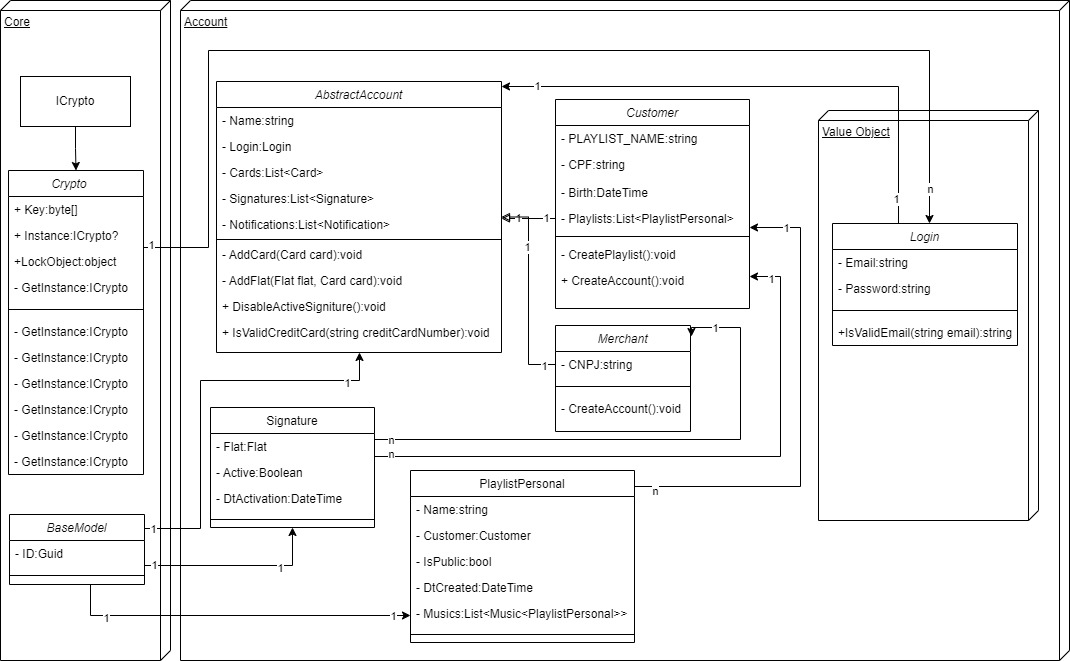 Core
ICrypto
Crypto
+ Key:byte[]
+ Instance:ICrypto?
+LockObject:object
- GetInstance:ICrypto
- GetInstance:ICrypto
- GetInstance:ICrypto
- GetInstance:ICrypto
- GetInstance:ICrypto
- GetInstance:ICrypto
- GetInstance:ICrypto
1
BaseModel
- ID:Guid
1
1
1
Account
AbstractAccount
- Name:string
- Login:Login
- Cards:List<Card>
- Signatures:List<Signature>
- Notifications:List<Notification>
- AddCard(Card card):void
- AddFlat(Flat flat, Card card):void
+ DisableActiveSigniture():void
+ IsValidCreditCard(string creditCardNumber):void
1
1
1
1
1
1
Customer
- PLAYLIST_NAME:string
- CPF:string
- Birth:DateTime
- Playlists:List<PlaylistPersonal>
- CreatePlaylist():void
+ CreateAccount():void
1
1
Merchant
- CNPJ:string
- CreateAccount():void
1
Signature
- Flat:Flat
- Active:Boolean
- DtActivation:DateTime
n
n
1
PlaylistPersonal
- Name:string
- Customer:Customer
- IsPublic:bool
- DtCreated:DateTime
- Musics:List<Music<PlaylistPersonal>>
n
1
Value Object
1
n
Login
- Email:string
- Password:string
+IsValidEmail(string email):string